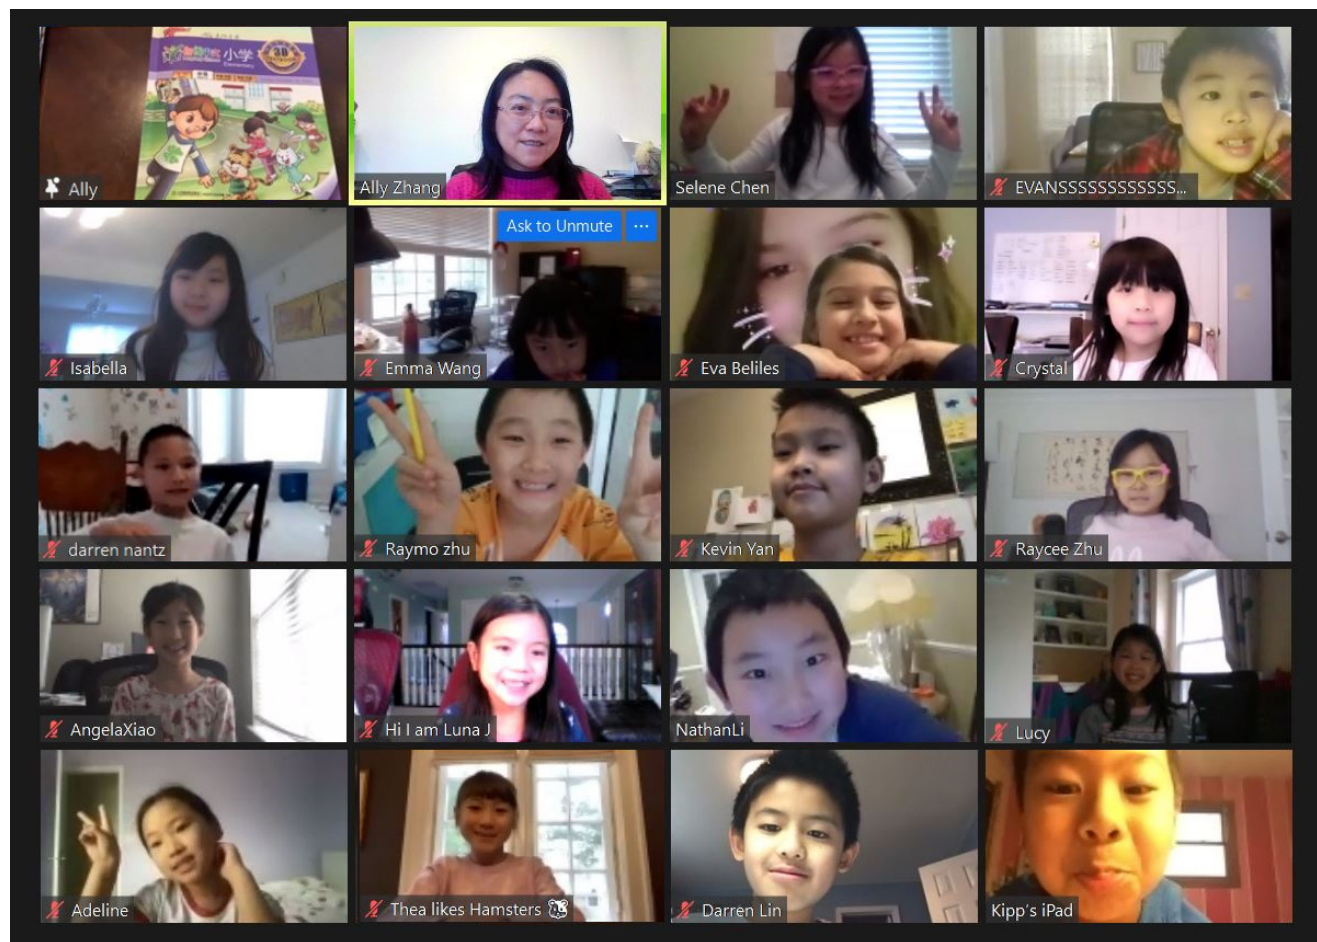 小学
Elementary
Ally
Ally Zhang
Selene Chen
EVANSSSSSSSSSSSS...
Isabella
Ask to Unmute
...
Emma Wang
Eva Beliles
Crystal
darren nantz
Raymo zhu
Kevin Yan
Raycee Zhu
AngelaXiao
Hi I am Luna J
NathanLi
Lucy
Adeline
Thea likes Hamsters 🐹
Darren Lin
Kipp's iPad